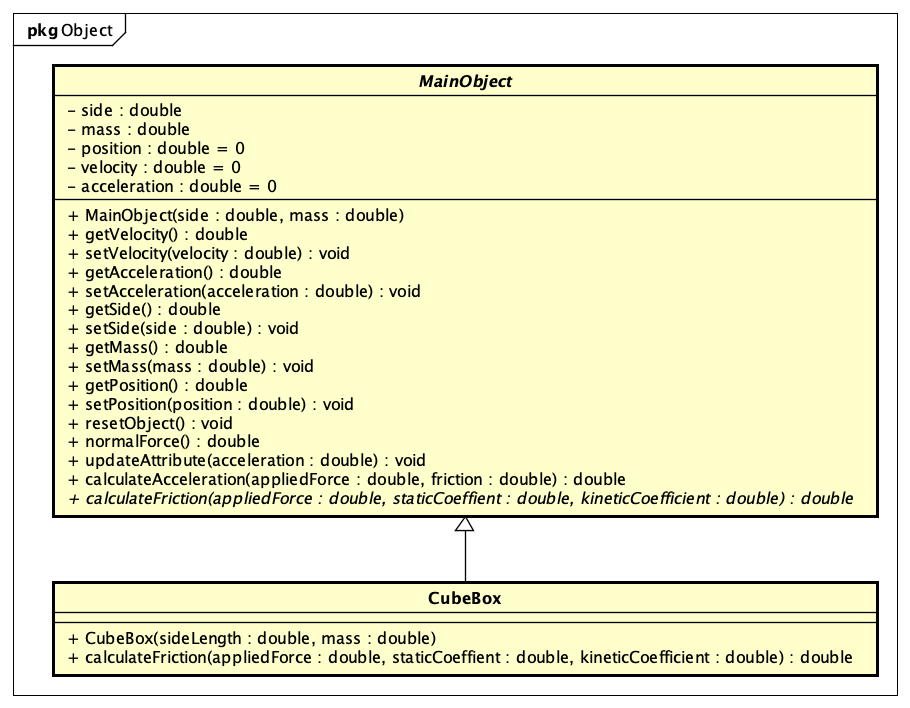 pkg Object
MainObject
- side : double
- mass : double
- position : double = 0
- velocity : double = 0
- acceleration : double = 0
+ MainObject(side : double, mass : double)
+ getVelocity() : double
+ setVelocity(velocity : double) : void
+ getAcceleration() : double
+ setAcceleration(acceleration : double) : void
+ getSide() : double
+ setSide(side : double) : void
+ getMass() : double
+ setMass(mass : double) : void
+ getPosition() : double
+ setPosition(position : double) : void
+ resetObject() : void
+ normalForce() : double
+ updateAttribute(acceleration : double) : void
+ calculateAcceleration(appliedForce : double, friction : double) : double
+ calculateFriction(appliedForce : double, staticCoeffient : double, kineticCoefficient : double) : double
CubeBox
+ CubeBox(sideLength : double, mass : double)
+ calculateFriction(appliedForce : double, staticCoeffient : double, kineticCoefficient : double) : double